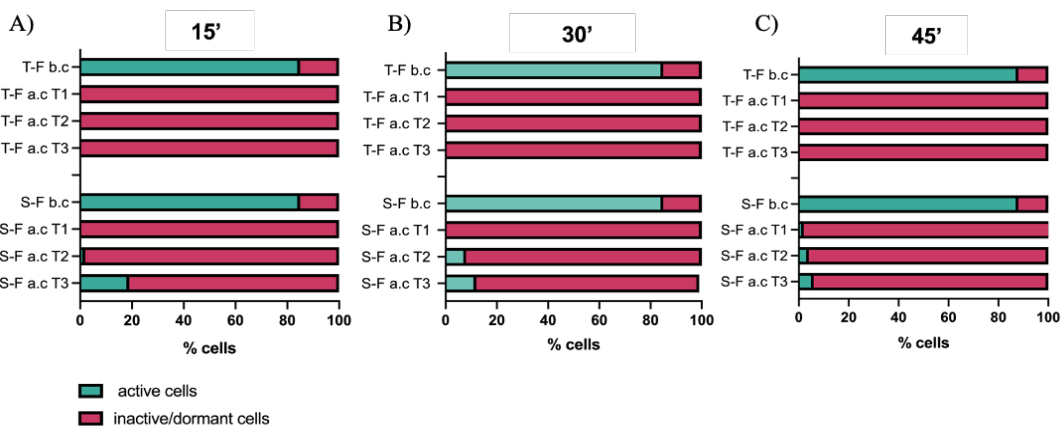 A)
15’
T-F b.c
T-F a.c T1
T-F a.c T2
T-F a.c T3
S-F b.c
S-F a.c T1
S-F a.c T2
S-F a.c T3
0 20 40 60 80 100
% cells
B)
30’
T-F b.c
T-F a.c T1
T-F a.c T2
T-F a.c T3
S-F b.c
S-F a.c T1
S-F a.c T2
S-F a.c T3
0 20 40 60 80 100
% cells
C)
45’
T-F b.c
T-F a.c T1
T-F a.c T2
T-F a.c T3
S-F b.c
S-F a.c T1
S-F a.c T2
S-F a.c T3
0 20 40 60 80 100
% cells
active cells
inactive/dormant cells